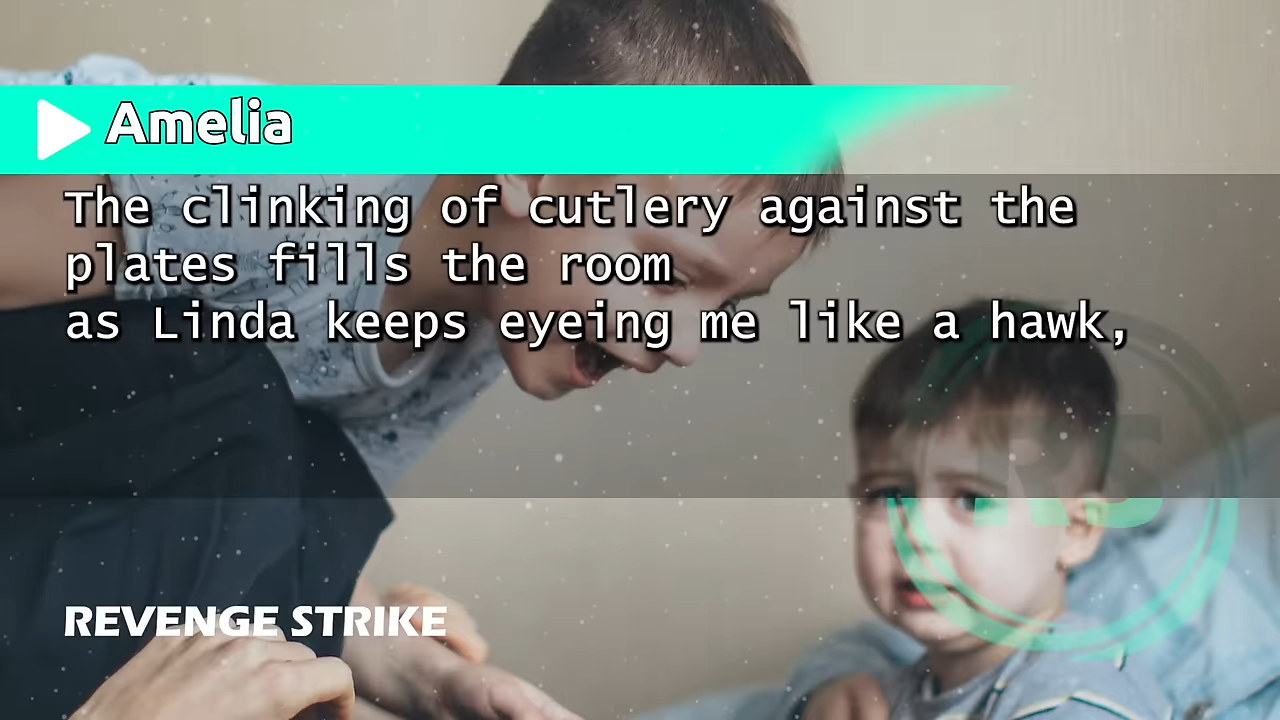 Amelia
The clinking of cutlery against the
plates fills the room
as Linda keeps eyeing me like a hawk,
RS
REVENGE STRIKE